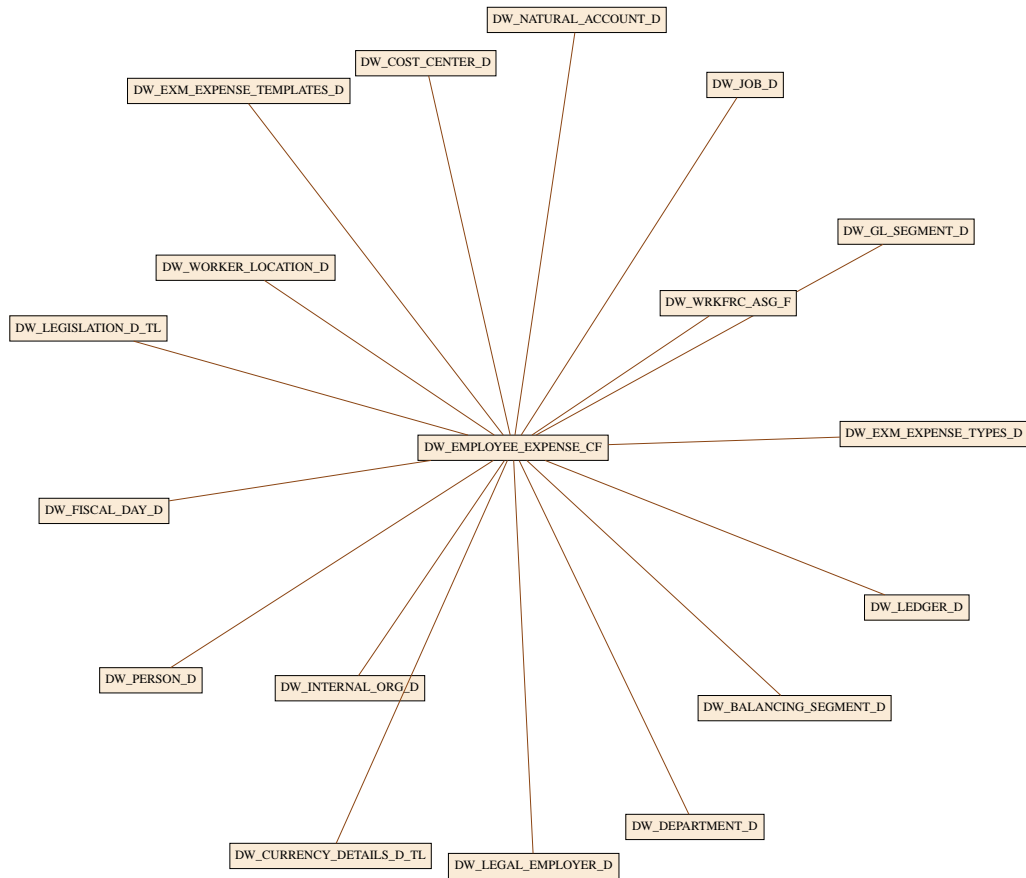 DW_NATURAL_ACCOUNT_D
DW_COST_CENTER_D
DW_JOB_D
DW_EXM_EXPENSE_TEMPLATES_D
DW_GL_SEGMENT_D
DW_WORKER_LOCATION_D
DW_WRKFRC_ASG_F
DW_LEGISLATION_D_TL
DW_EXM_EXPENSE_TYPES_D
DW_EMPLOYEE_EXPENSE_CF
DW_FISCAL_DAY_D
DW_LEDGER_D
DW_PERSON_D
DW_INTERNAL_ORG_D
DW_BALANCING_SEGMENT_D
DW_DEPARTMENT_D
DW_CURRENCY_DETAILS_D_TL
DW_LEGAL_EMPLOYER_D